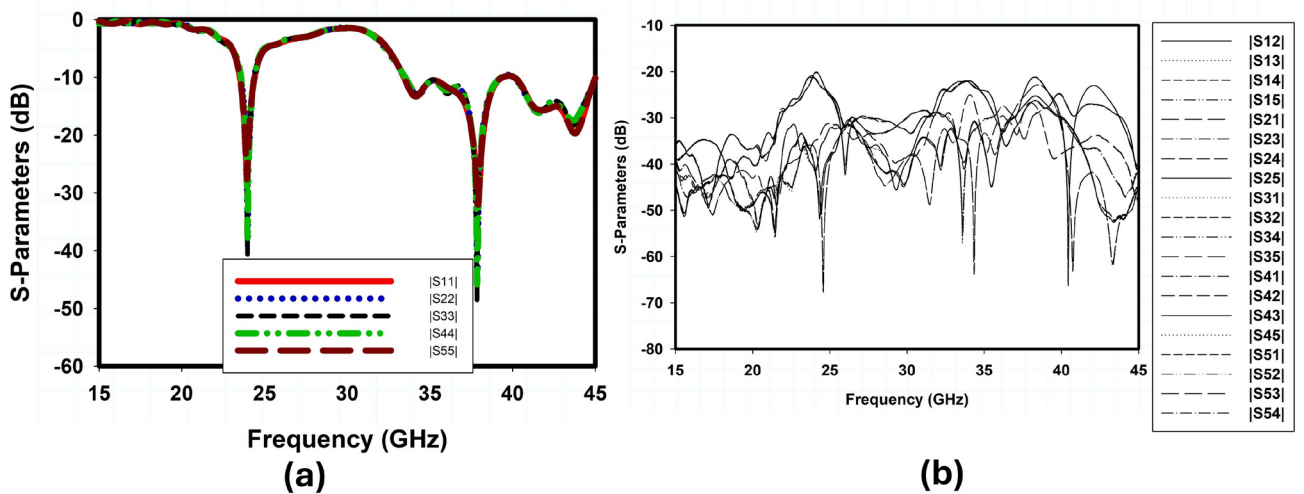 0
-10
-20
-30
-40
-50
-60
S-Parameters (dB)
|S11|
|S22|
|S33|
|S44|
|S55|
15 20 25 30 35 40 45
Frequency (GHz)
(a)
-10
-20
-30
-40
-50
-60
-70
-80
S-Parameters (dB)
15 20 25 30 35 40 45
Frequency (GHz)
(b)
|S12|
|S13|
|S14|
|S15|
|S21|
|S23|
|S24|
|S25|
|S31|
|S32|
|S34|
|S35|
|S41|
|S42|
|S43|
|S45|
|S51|
|S52|
|S53|
|S54|